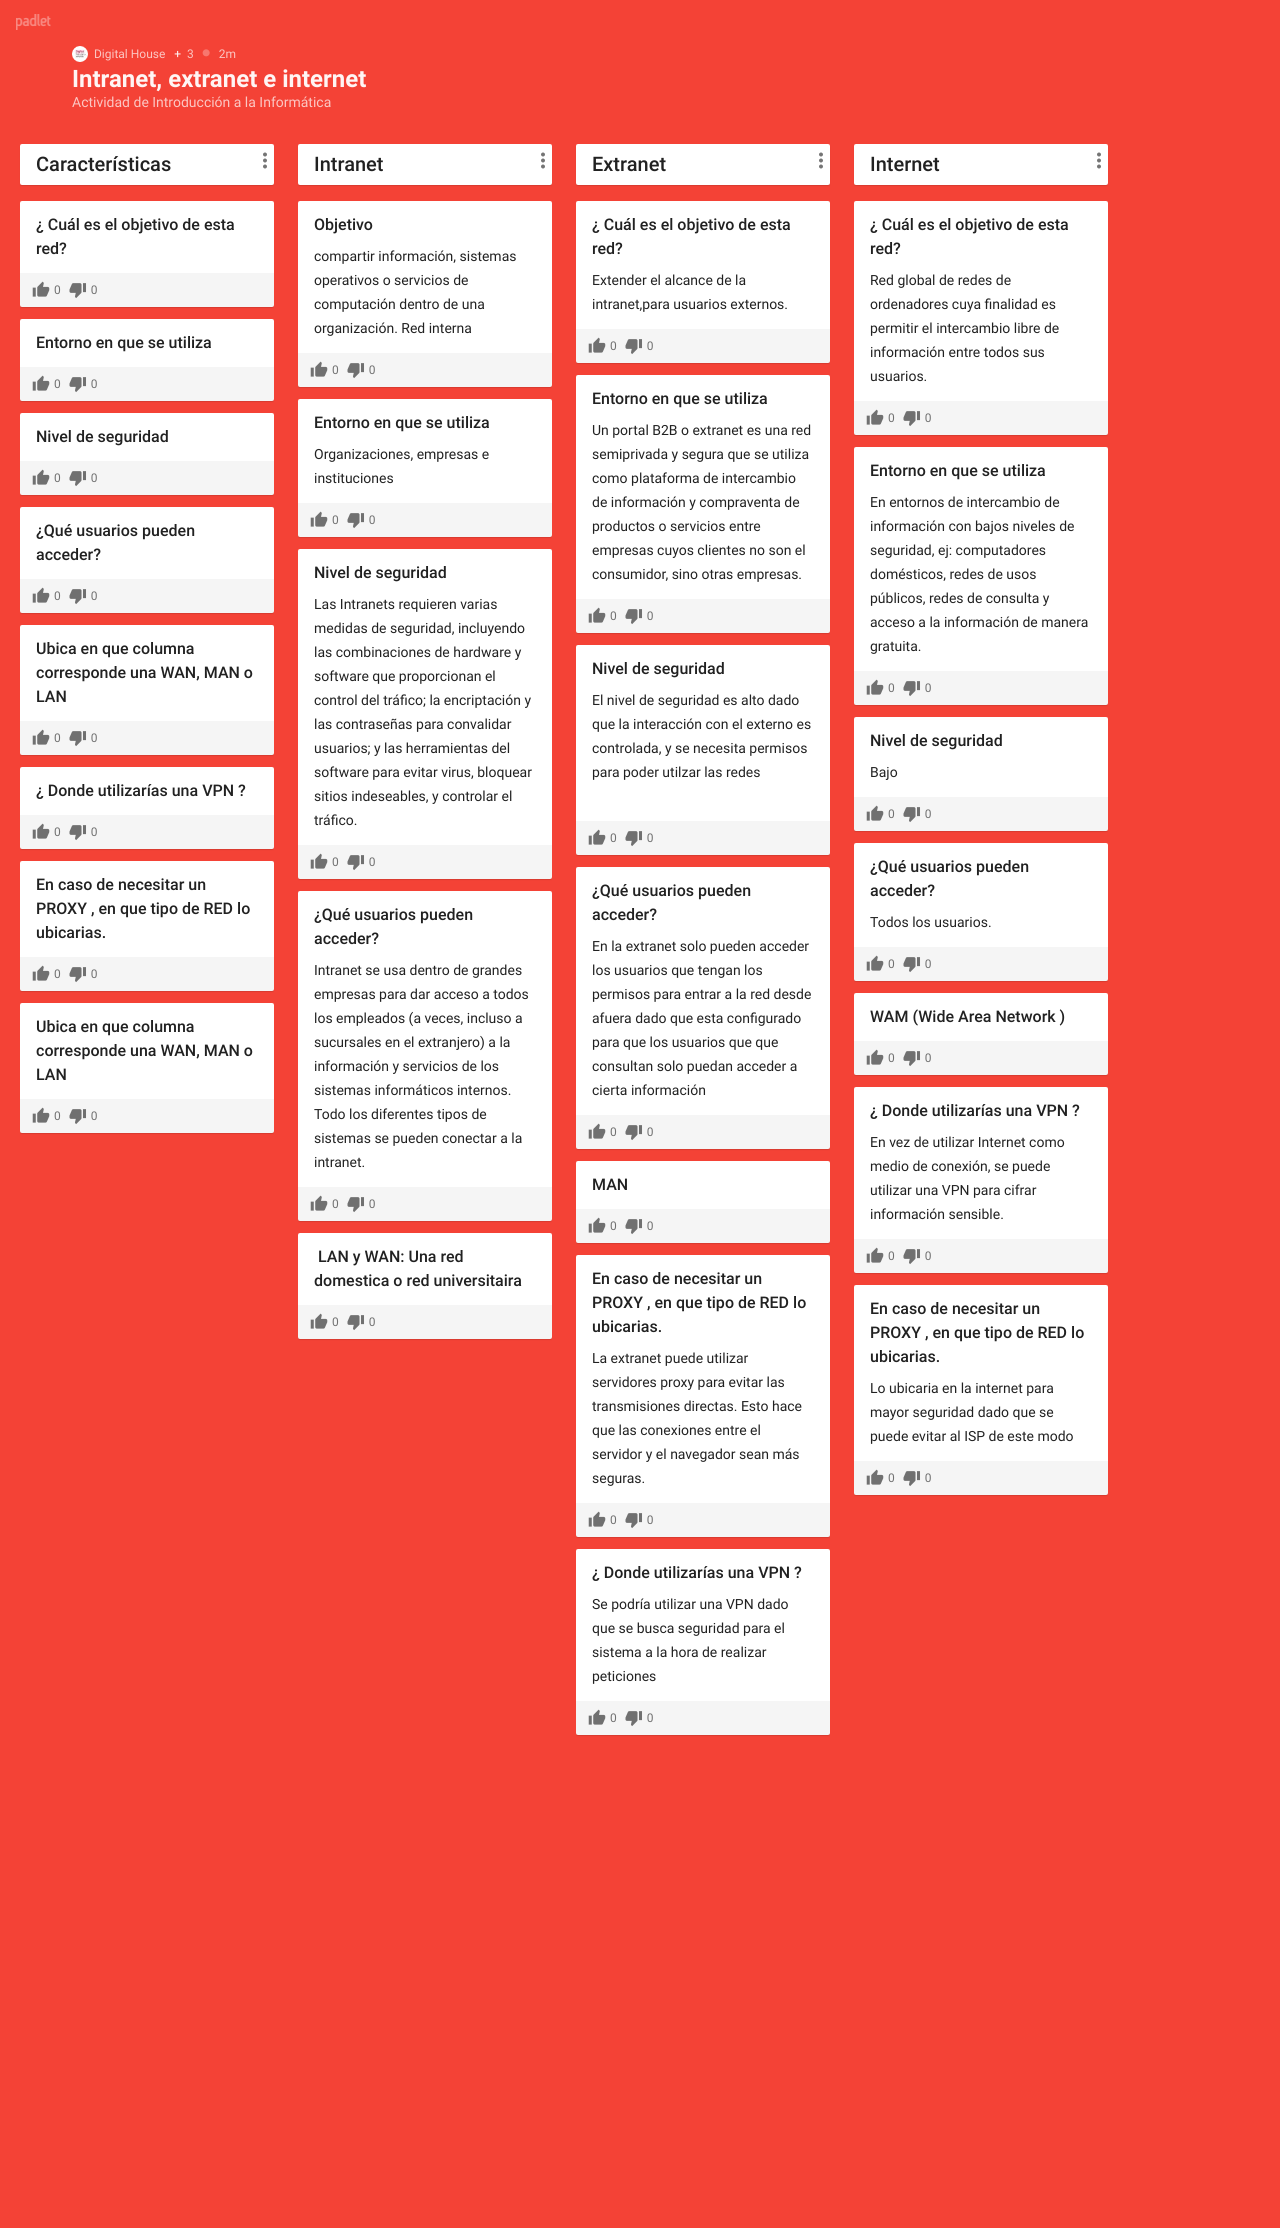 padlet
Digital House + 3 2m
Intranet, extranet e internet
Actividad de Introducción a la Informática
Características
¿ Cuál es el objetivo de esta
red?
0 0
Entorno en que se utiliza
0 0
Nivel de seguridad
0 0
¿Qué usuarios pueden
acceder?
0 0
Ubica en que columna
corresponde una WAN, MAN o
LAN
0 0
¿ Donde utilizarías una VPN ?
0 0
En caso de necesitar un
PROXY , en que tipo de RED lo
ubicarias.
0 0
Ubica en que columna
corresponde una WAN, MAN o
LAN
0 0
Intranet
Objetivo
compartir información, sistemas
operativos o servicios de
computación dentro de una
organización. Red interna
0 0
Entorno en que se utiliza
Organizaciones, empresas e
instituciones
0 0
Nivel de seguridad
Las Intranets requieren varias
medidas de seguridad, incluyendo
las combinaciones de hardware y
software que proporcionan el
control del tráfico; la encriptación y
las contraseñas para convalidar
usuarios; y las herramientas del
software para evitar virus, bloquear
sitios indeseables, y controlar el
tráfico.
0 0
¿Qué usuarios pueden
acceder?
Intranet se usa dentro de grandes
empresas para dar acceso a todos
los empleados (a veces, incluso a
sucursales en el extranjero) a la
información y servicios de los
sistemas informáticos internos.
Todo los diferentes tipos de
sistemas se pueden conectar a la
intranet.
0 0
LAN y WAN: Una red
domestica o red universitaira
0 0
Extranet
¿ Cuál es el objetivo de esta
red?
Extender el alcance de la
intranet,para usuarios externos.
0 0
Entorno en que se utiliza
Un portal B2B o extranet es una red
semiprivada y segura que se utiliza
como plataforma de intercambio
de información y compraventa de
productos o servicios entre
empresas cuyos clientes no son el
consumidor, sino otras empresas.
0 0
Nivel de seguridad
El nivel de seguridad es alto dado
que la interacción con el externo es
controlada, y se necesita permisos
para poder utilzar las redes
0 0
¿Qué usuarios pueden
acceder?
En la extranet solo pueden acceder
los usuarios que tengan los
permisos para entrar a la red desde
afuera dado que esta configurado
para que los usuarios que que
consultan solo puedan acceder a
cierta información
0 0
MAN
0 0
En caso de necesitar un
PROXY , en que tipo de RED lo
ubicarias.
La extranet puede utilizar
servidores proxy para evitar las
transmisiones directas. Esto hace
que las conexiones entre el
servidor y el navegador sean más
seguras.
0 0
¿ Donde utilizarías una VPN ?
Se podría utilizar una VPN dado
que se busca seguridad para el
sistema a la hora de realizar
peticiones
0 0
Internet
¿ Cuál es el objetivo de esta
red?
Red global de redes de
ordenadores cuya finalidad es
permitir el intercambio libre de
información entre todos sus
usuarios.
0 0
Entorno en que se utiliza
En entornos de intercambio de
información con bajos niveles de
seguridad, ej: computadores
domésticos, redes de usos
públicos, redes de consulta y
acceso a la información de manera
gratuita.
0 0
Nivel de seguridad
Bajo
0 0
¿Qué usuarios pueden
acceder?
Todos los usuarios.
0 0
WAM (Wide Area Network )
0 0
¿ Donde utilizarías una VPN ?
En vez de utilizar Internet como
medio de conexión, se puede
utilizar una VPN para cifrar
información sensible.
0 0
En caso de necesitar un
PROXY , en que tipo de RED lo
ubicarias.
Lo ubicaria en la internet para
mayor seguridad dado que se
puede evitar al ISP de este modo
0 0